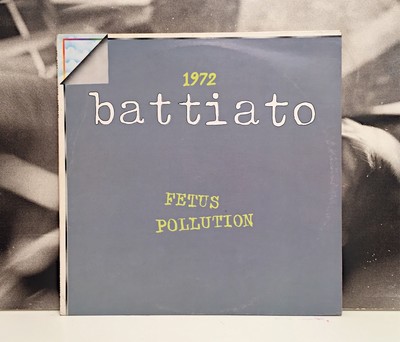 1972
battiato
FETUS
POLLUTION